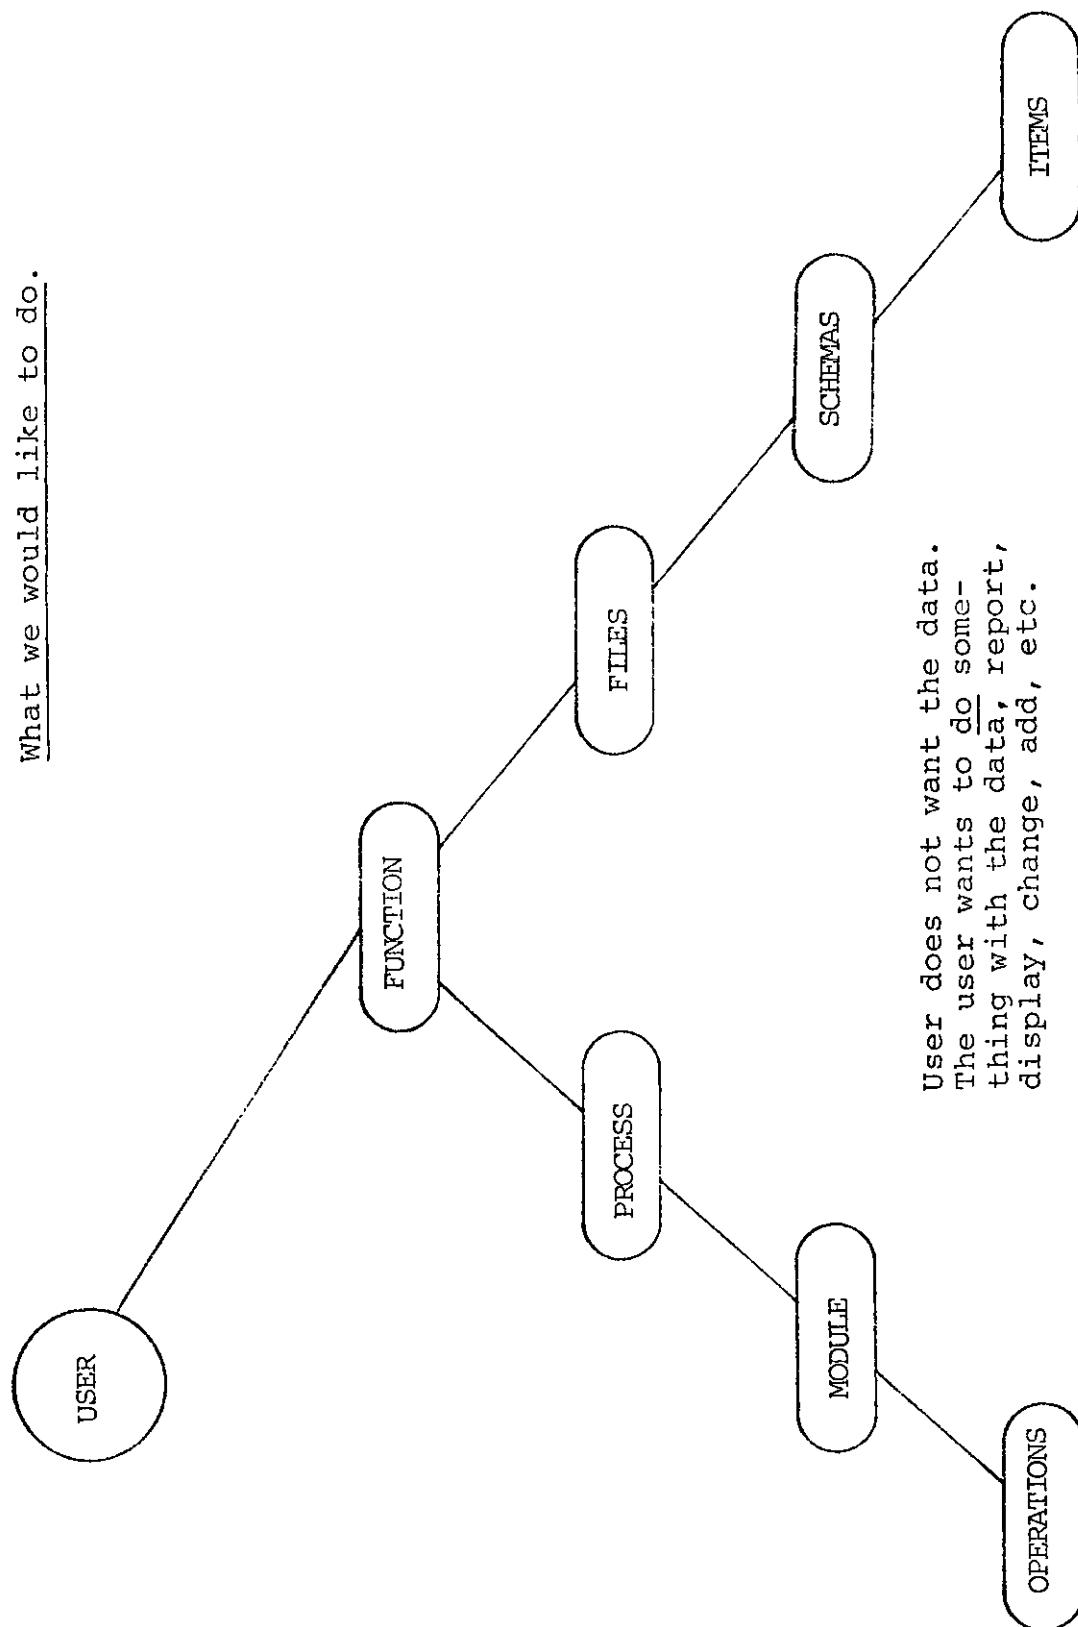 What we would like to do.
USER
FUNCTION
PROCESS
FILES
MODULE
SCHEMAS
OPERATIONS
ITEMS
User does not want the data.
The user wants to do some-
thing with the data, report,
display, change, add, etc.